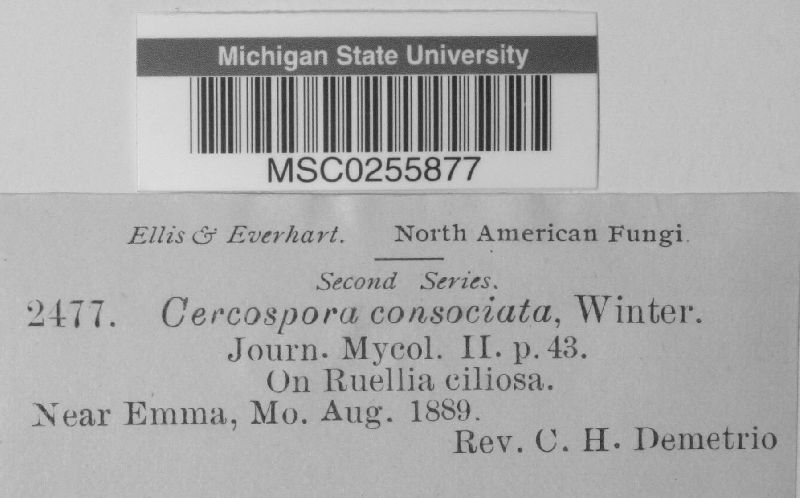 Michigan State University
MSC0255877
Ellis & Everhart. North American Fungi.
Second Series.
2477. Cercospora consociata, Winter.
Journ. Mycol. II. p. 43.
On Ruellia ciliosa.
Near Emma, Mo. Aug. 1889.
Rev. C. H. Demetrio